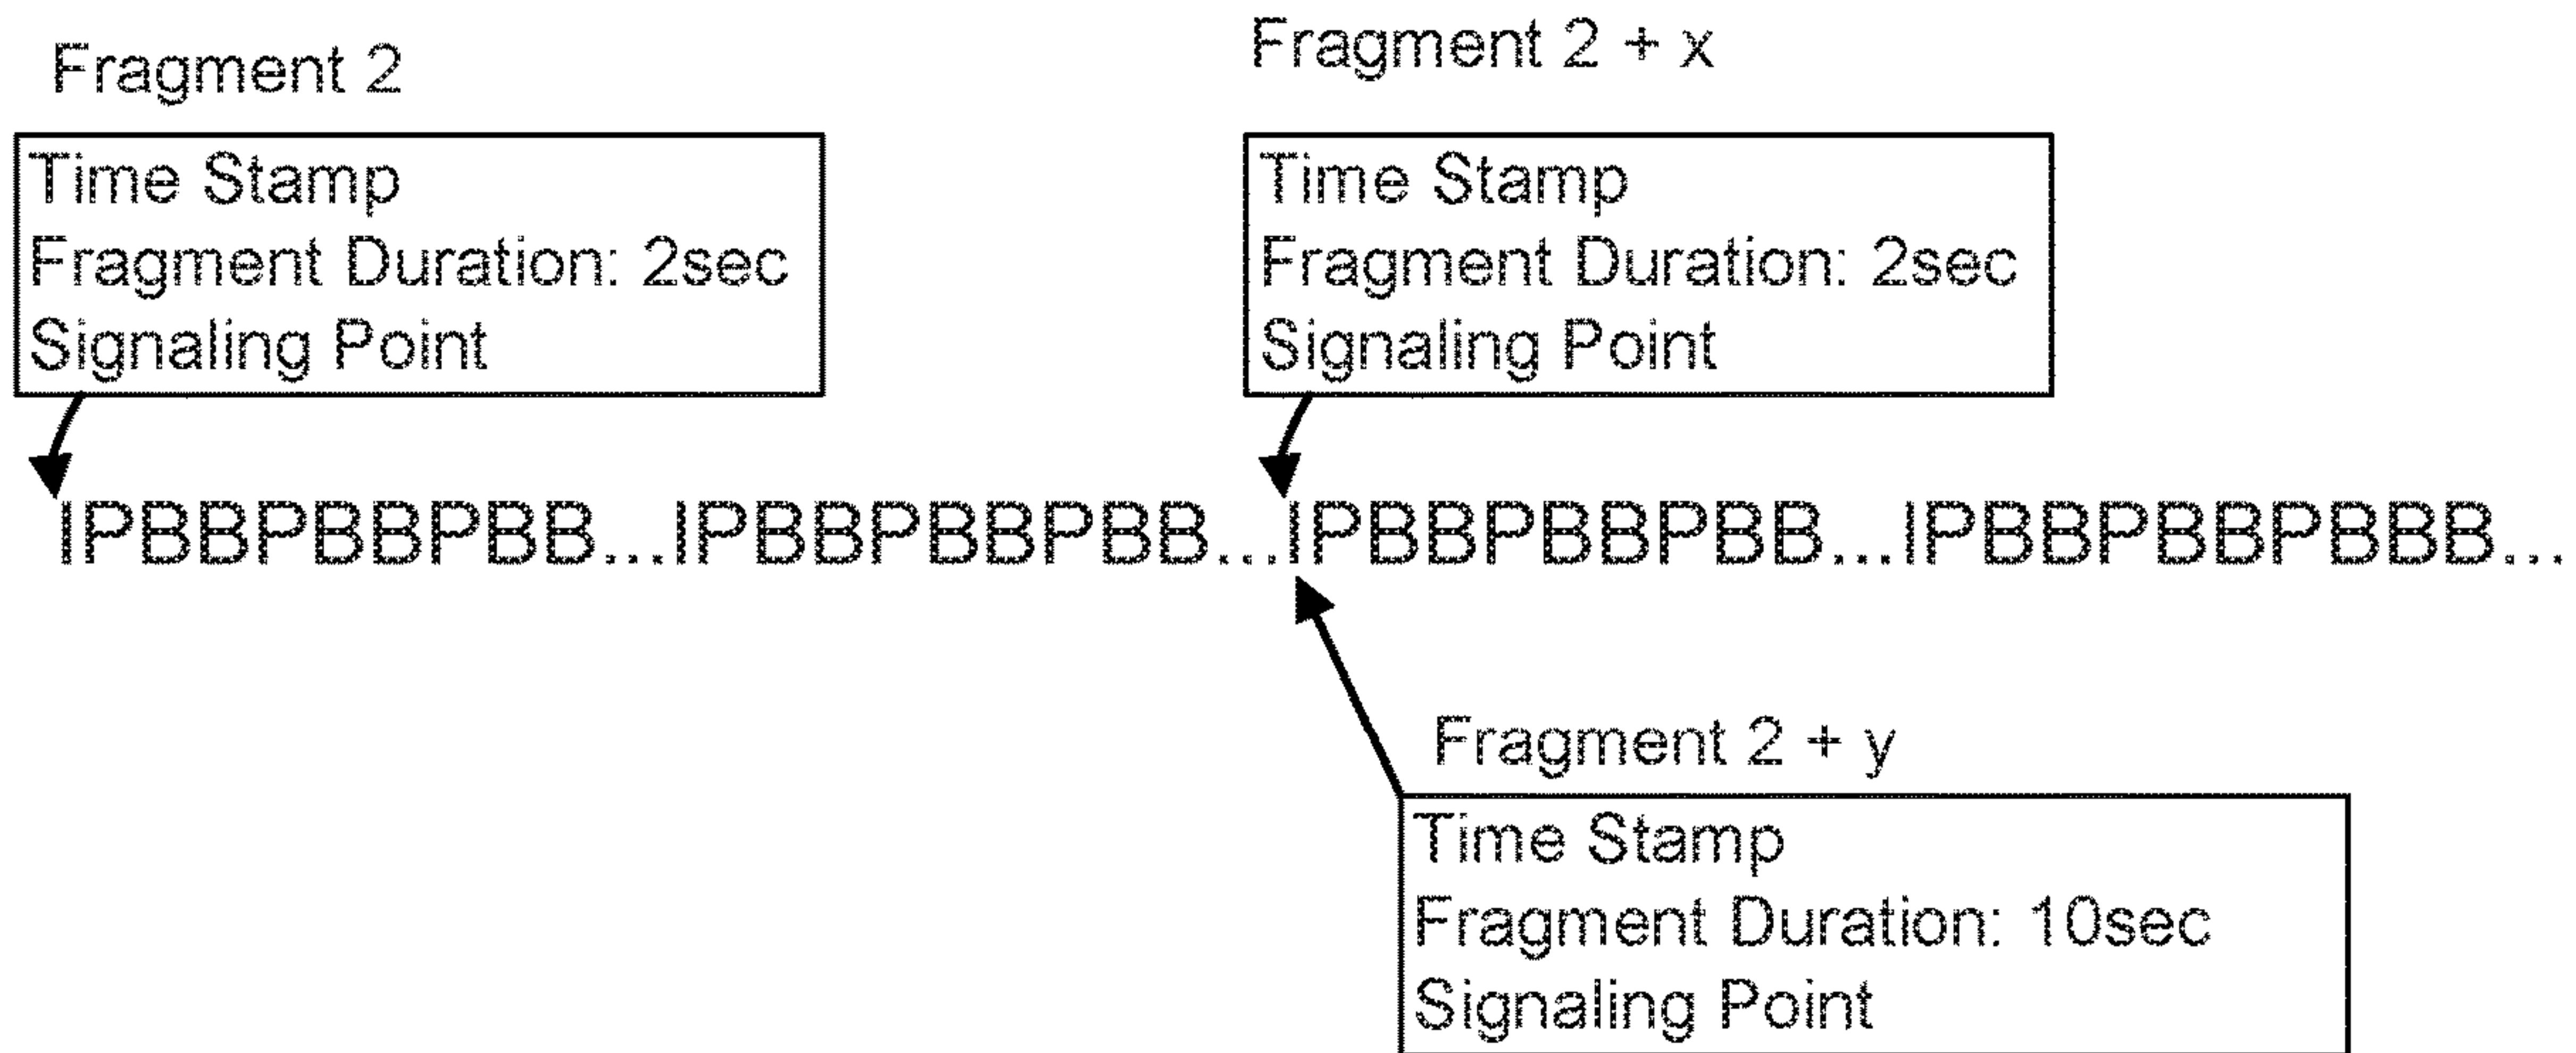 Fragment 2
Time Stamp
Fragment Duration: 2sec
Signaling Point
Fragment 2 + x
Time Stamp
Fragment Duration: 2sec
Signaling Point
IPBBPBBPBB...IPBBPBBPBB...IPBBPBBPBB...IPBBPBBPBBB...
Fragment 2 + y
Time Stamp
Fragment Duration: 10sec
Signaling Point